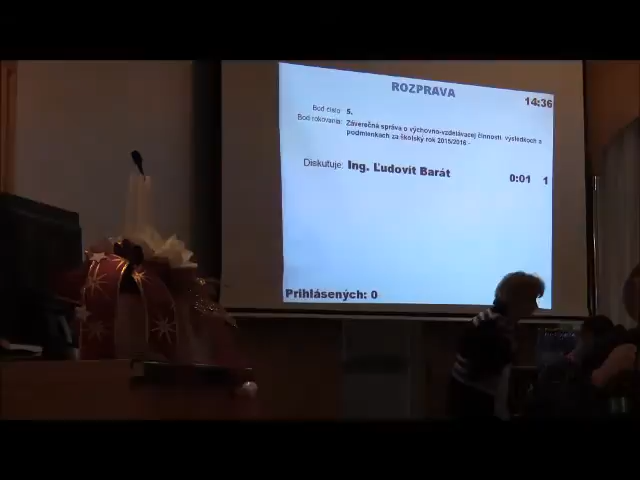 ROZPRAVA
14:36
Bod číslo: 5.
Bod rokovania: Záverečná správa o výchovno-vzdelávacej činnosti, výsledkoch a
podmienkach za školský rok 2015/2016 -
Diskutuje: Ing. Ľudovít Barát 0:01 1
Prihlásených: 0